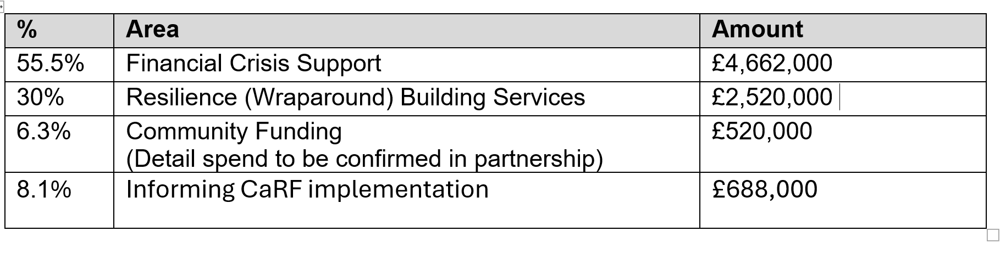 % Area Amount
55.5% Financial Crisis Support £4,662,000
30% Resilience (Wraparound) Building Services £2,520,000
6.3% Community Funding £520,000
(Detail spend to be confirmed in partnership)
8.1% Informing CaRF implementation £688,000